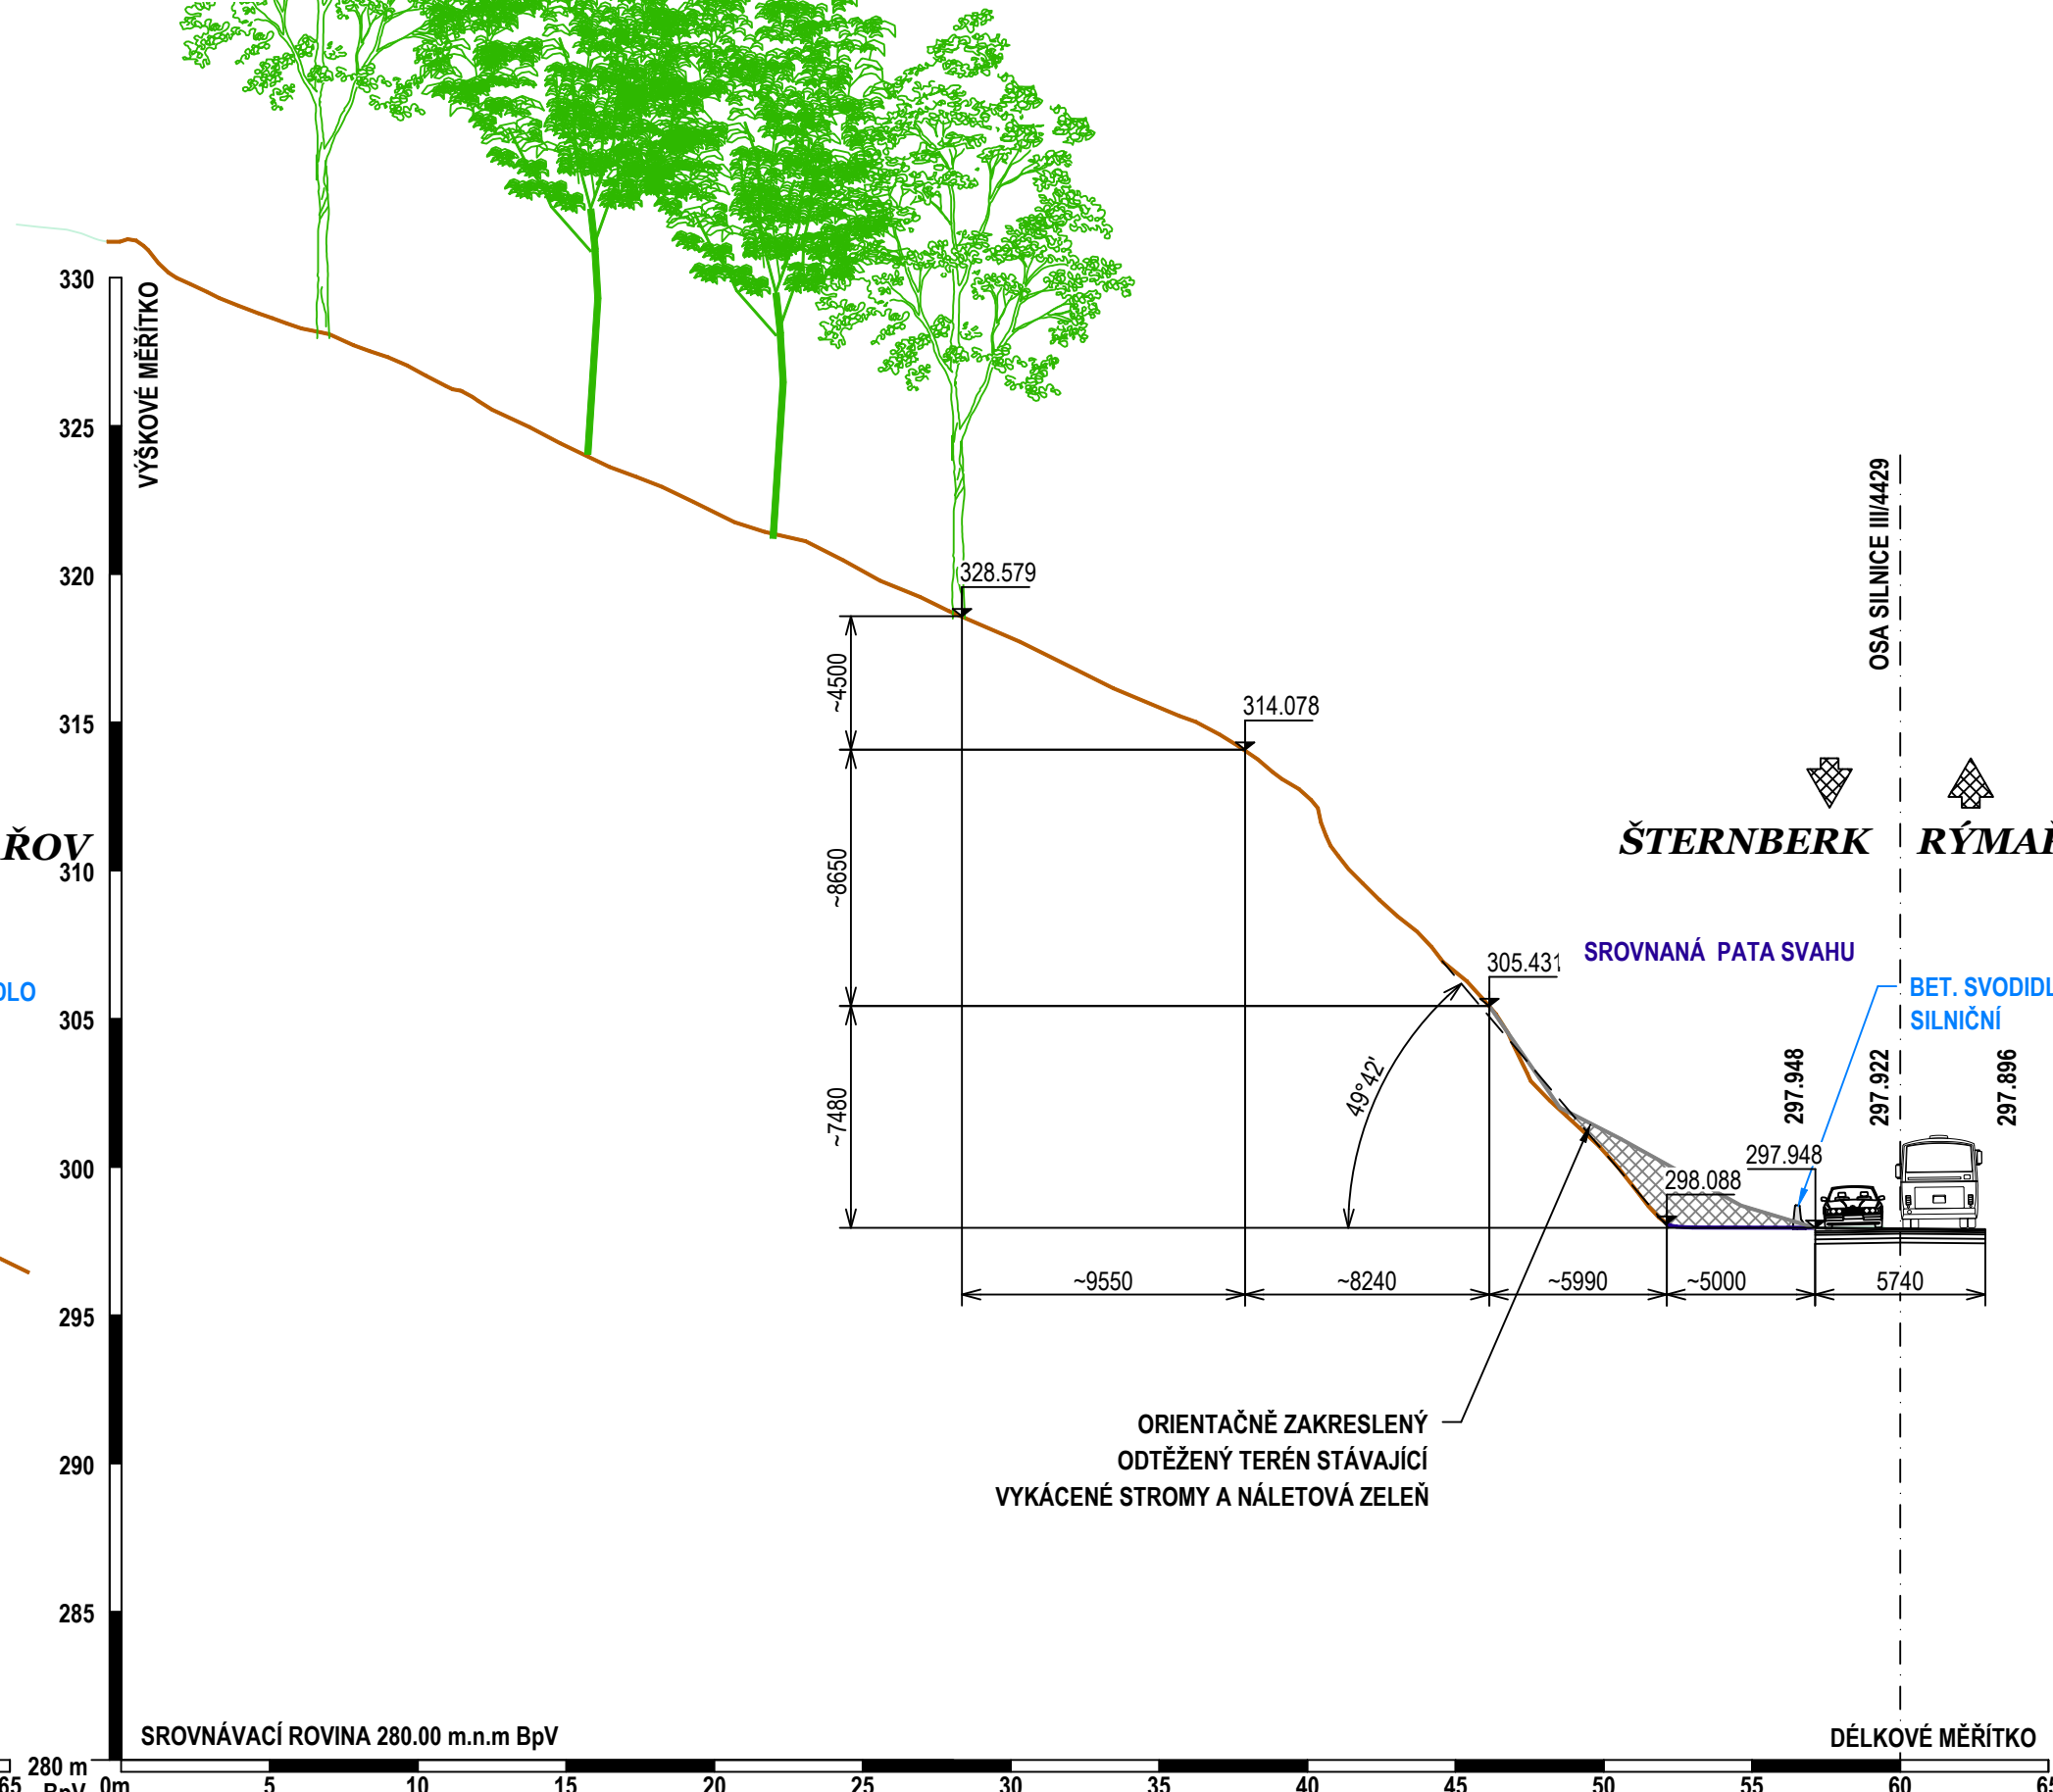 330
VÝŠKOVÉ MĚŘÍTKO
325
OSA SILNICE III/4429
320
328.579
~4500
315
314.078
ŘOV
310
ŠTERNBERK
~8650
305.431
SROVNANÁ PATA SVAHU
DLO
BET. SVODIDL
SILNIČNÍ
305
297.948
297.922
297.896
49°42'
~7480
300
297.948
298.088
~9550
~8240
~5990
~5000
5740
295
ORIENTAČNĚ ZAKRESLENÝ
ODTĚŽENÝ TERÉN STÁVAJÍCÍ
VYKÁCENÉ STROMY A NÁLETOVÁ ZELEŇ
290
285
SROVNÁVACÍ ROVINA 280.00 m.n.m BpV
DÉLKOVÉ MĚŘÍTKO
280 m
BpV
65
0m
5
10
15
20
25
30
35
40
45
50
55
60
65